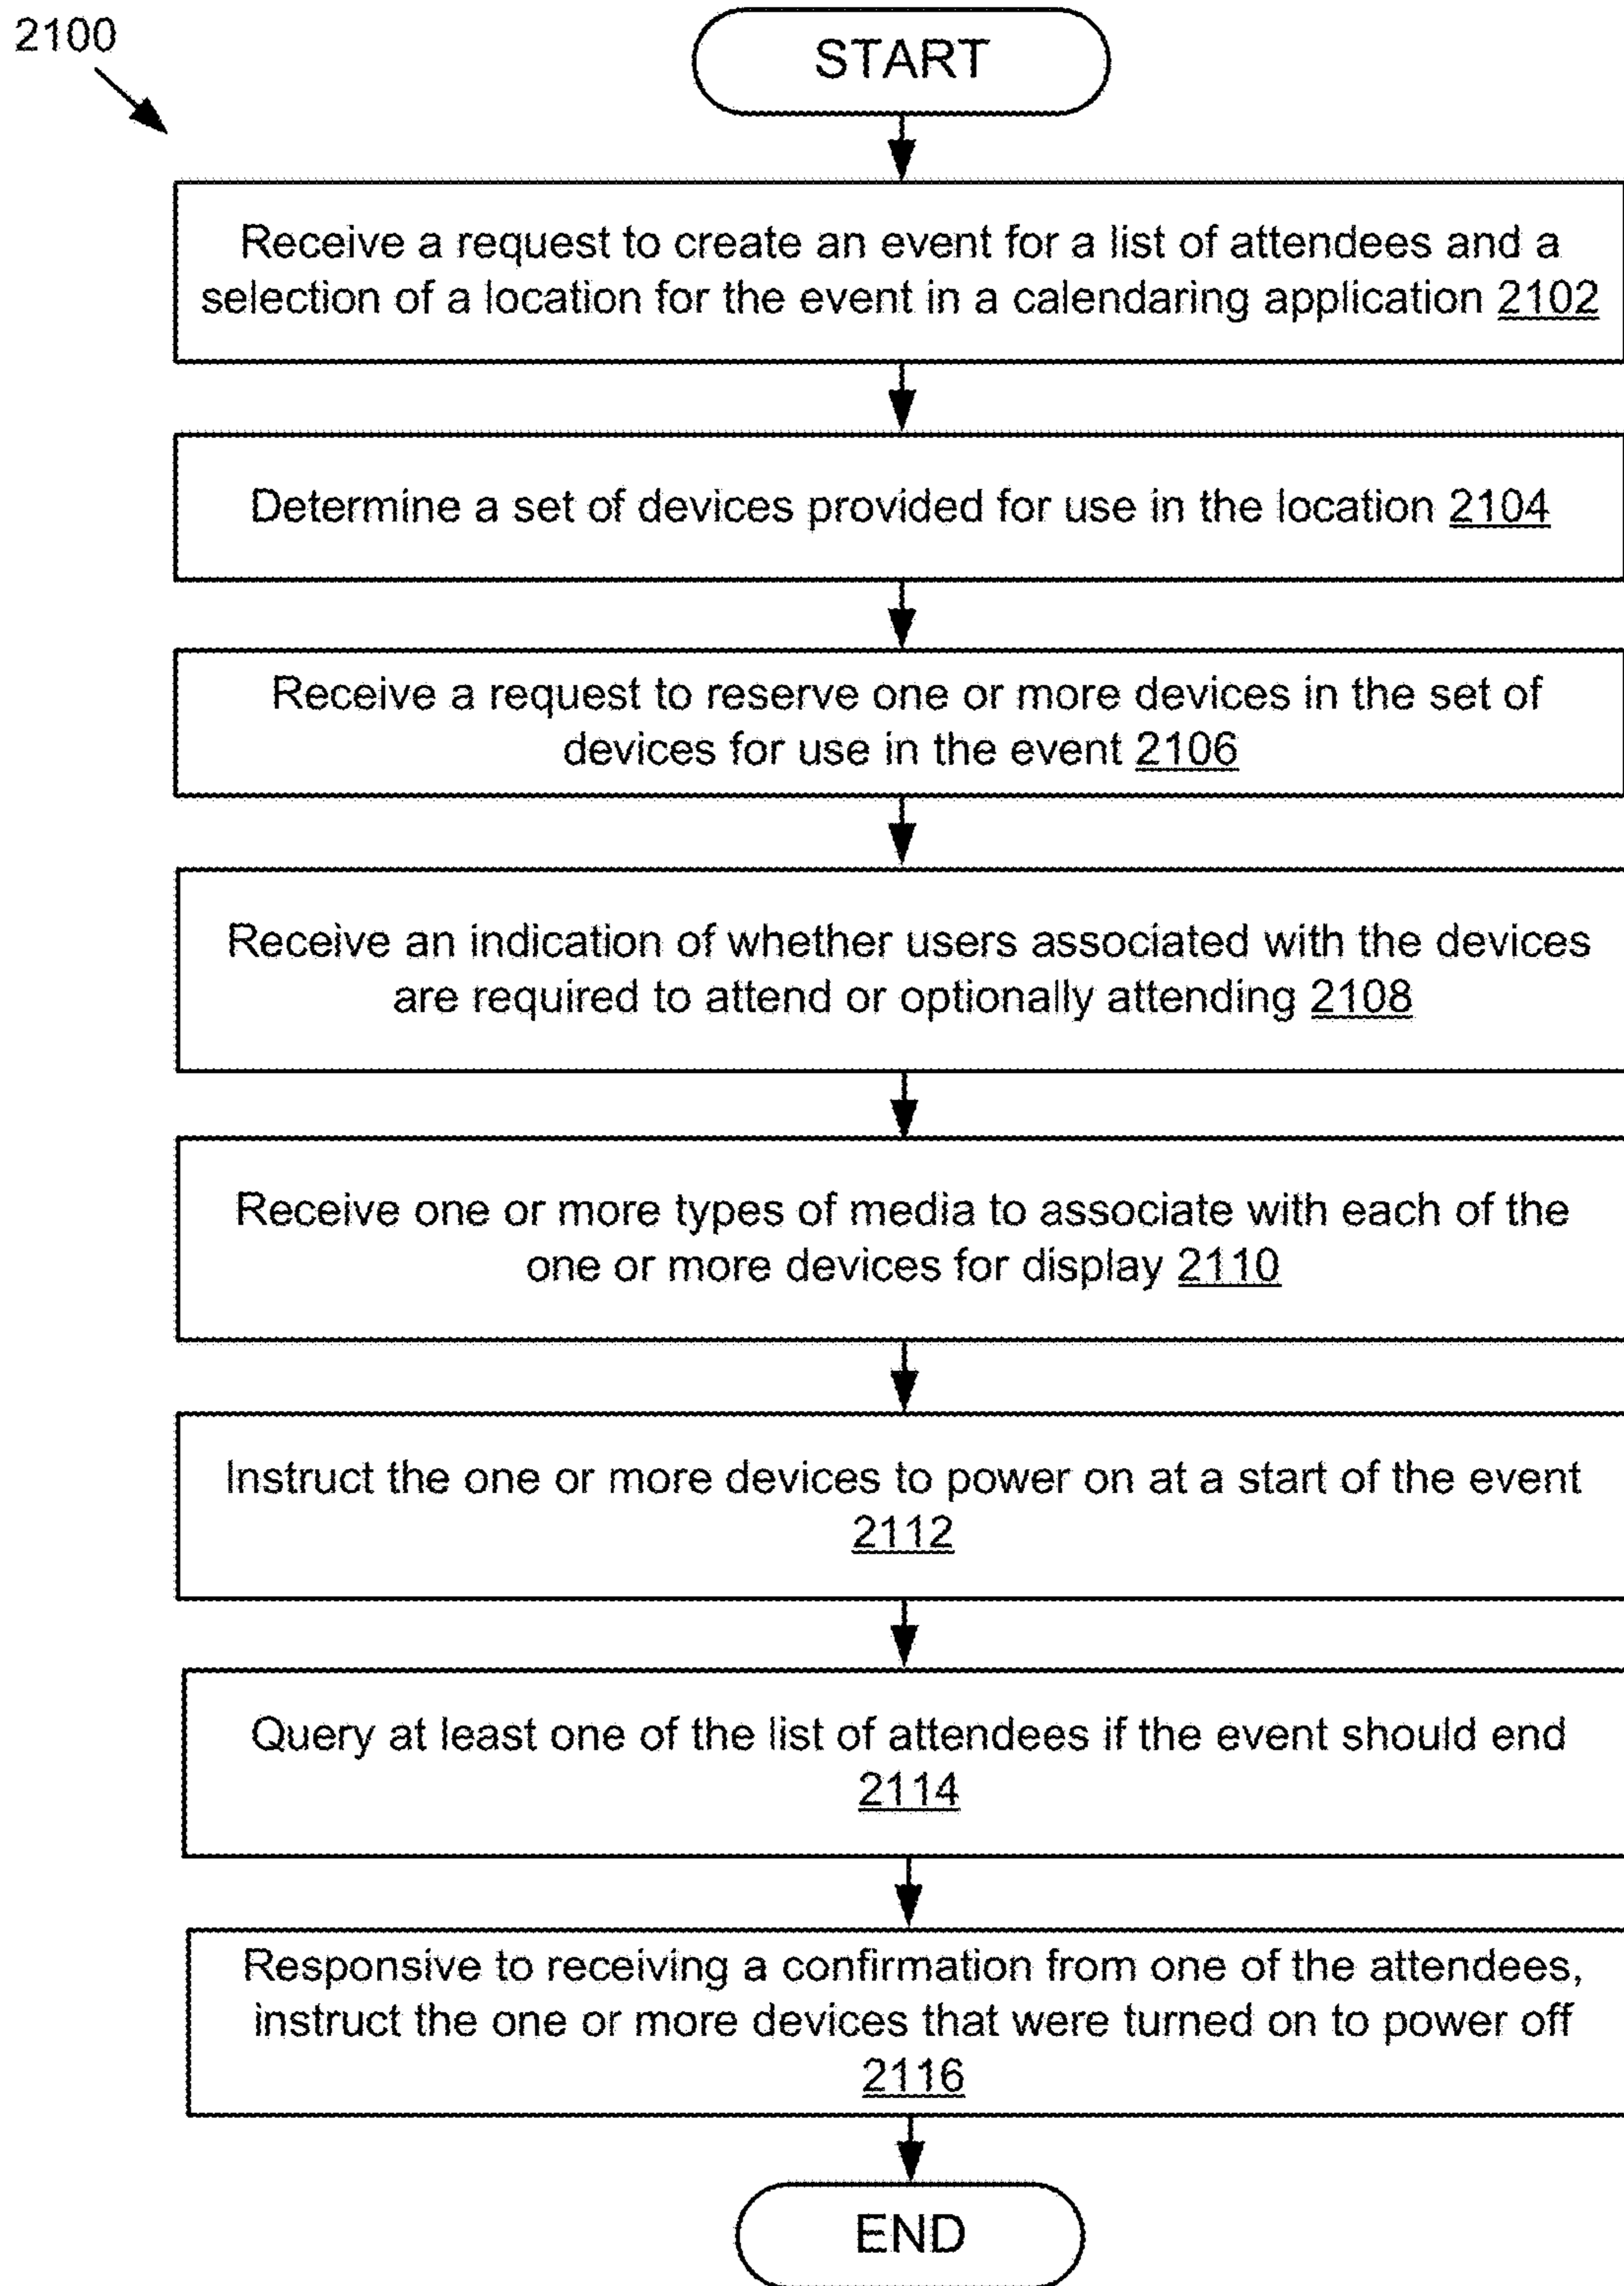 2100
START
Receive a request to create an event for a list of attendees and a
selection of a location for the event in a calendaring application 2102
Determine a set of devices provided for use in the location 2104
Receive a request to reserve one or more devices in the set of
devices for use in the event 2106
Receive an indication of whether users associated with the devices
are required to attend or optionally attending 2108
Receive one or more types of media to associate with each of the
one or more devices for display 2110
Instruct the one or more devices to power on at a start of the event
2112
Query at least one of the list of attendees if the event should end
2114
Responsive to receiving a confirmation from one of the attendees,
instruct the one or more devices that were turned on to power off
2116
END